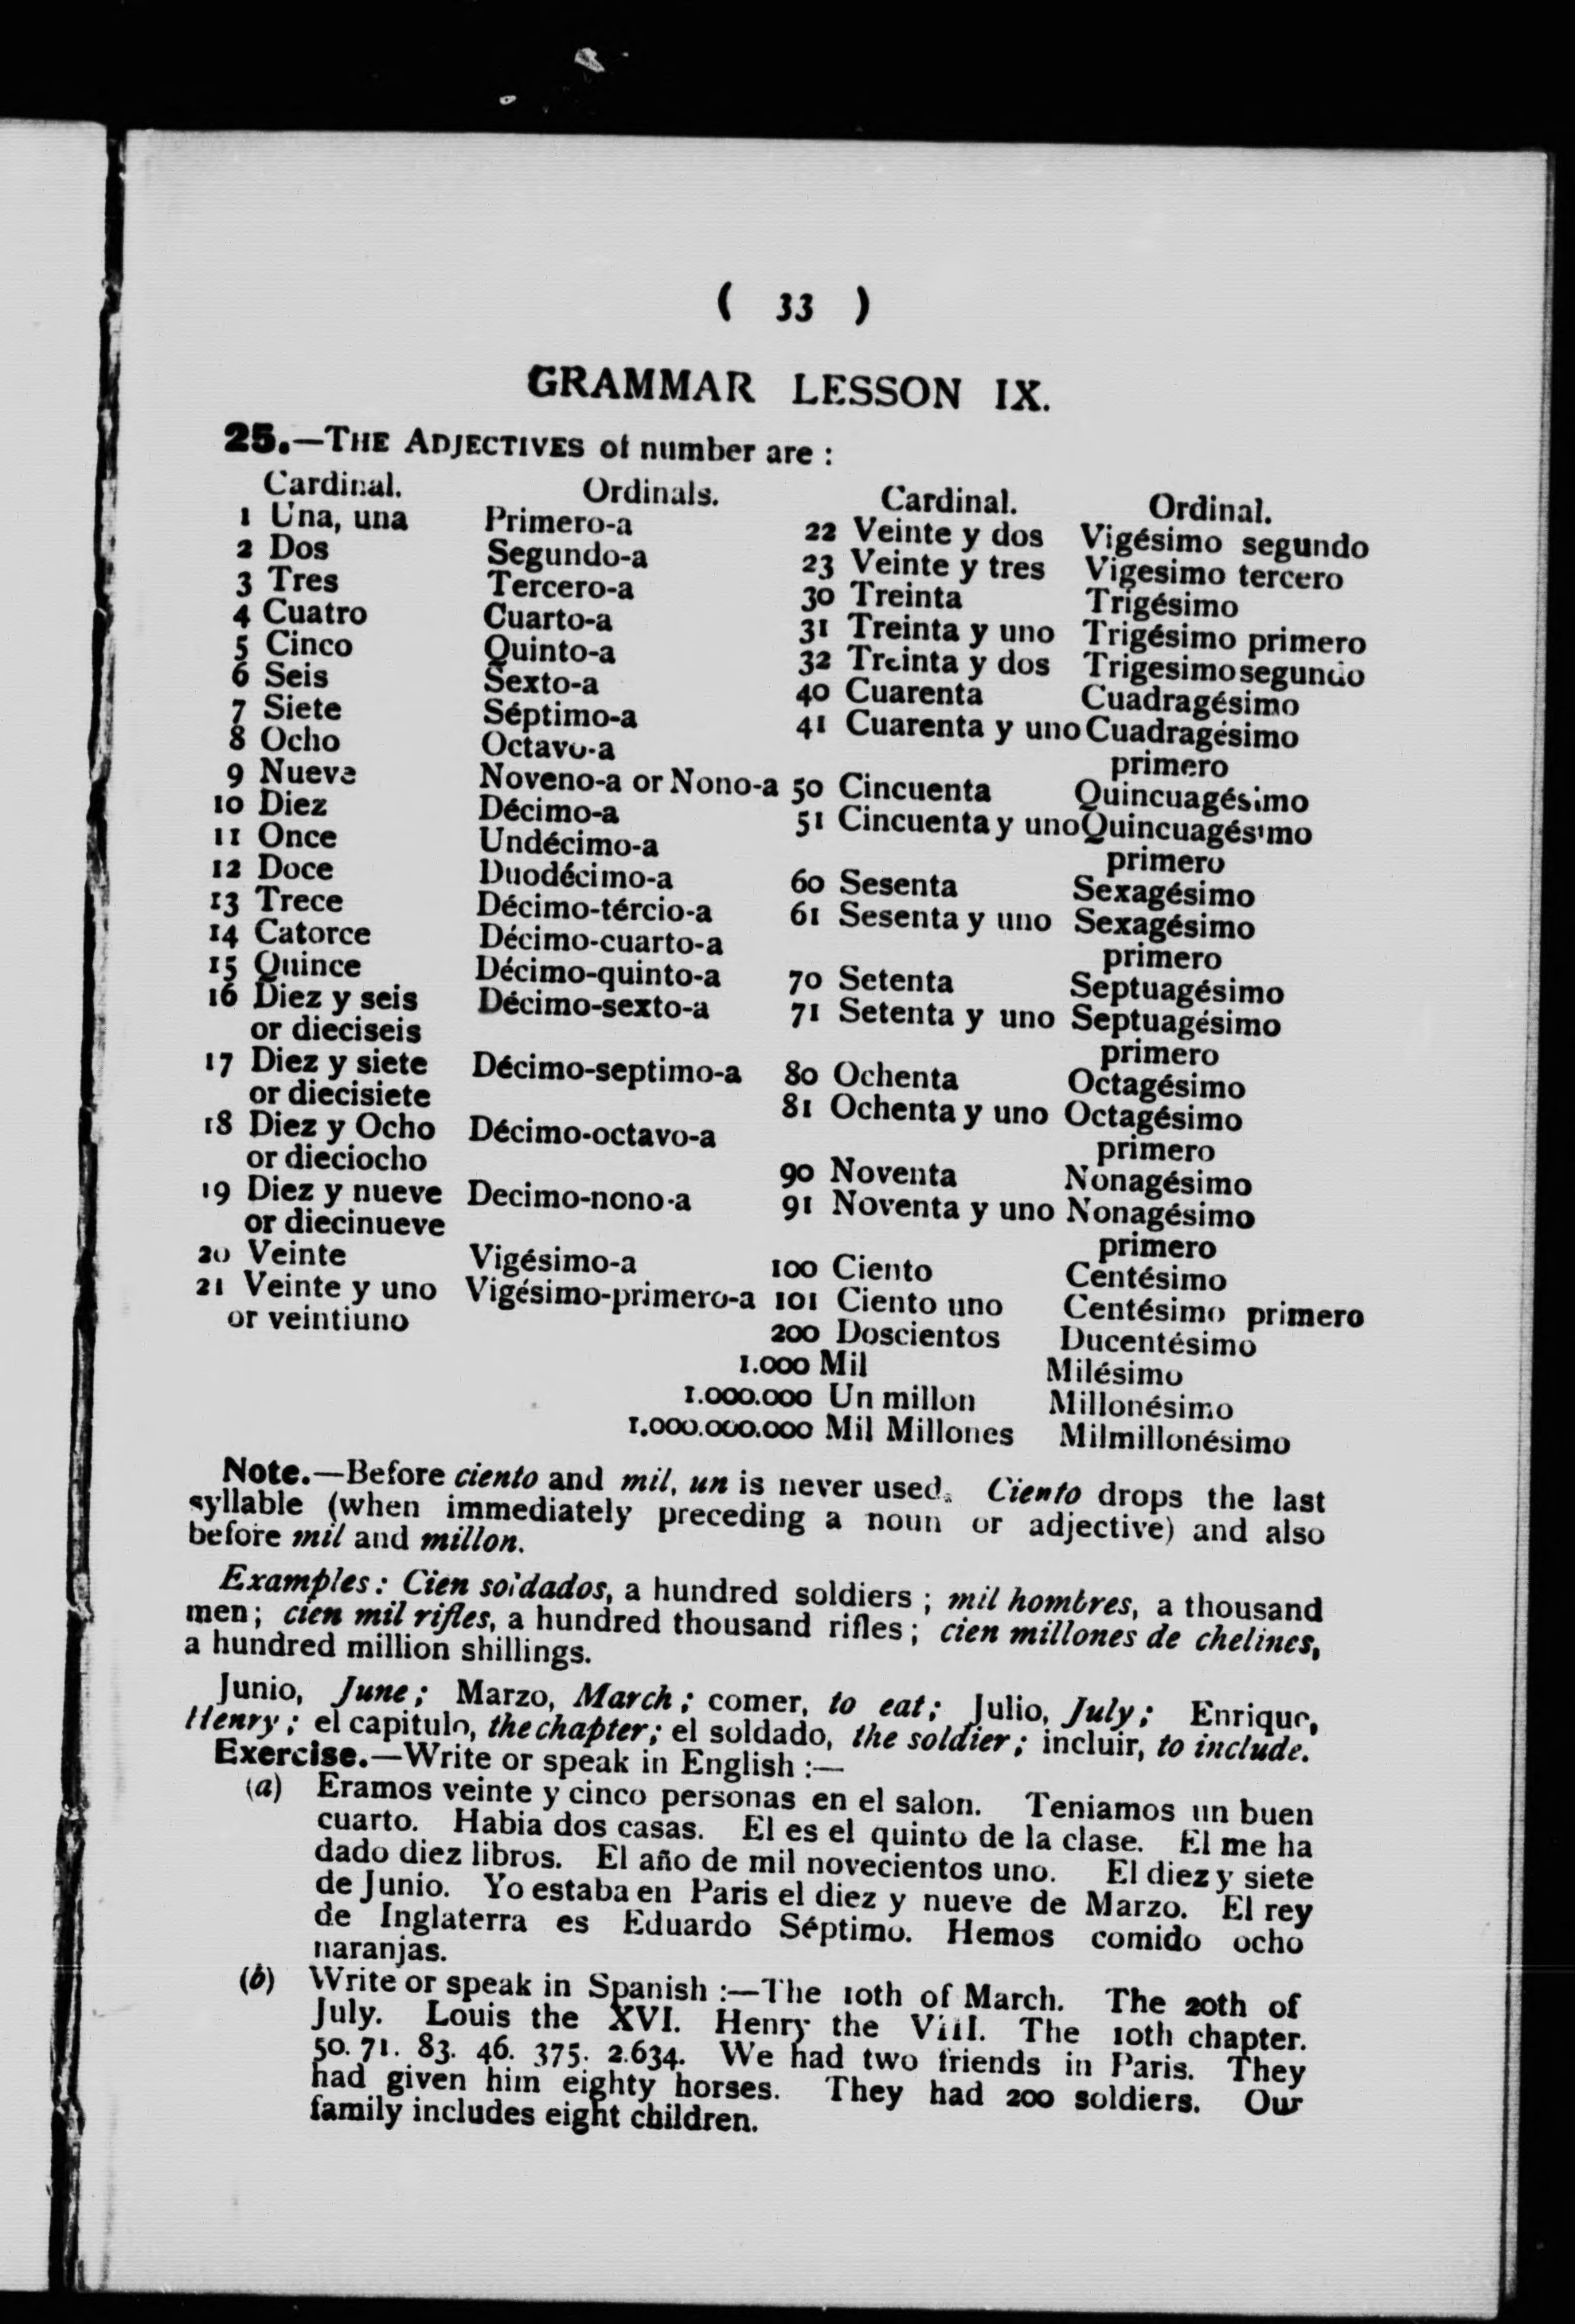 ( 33 )
GRAMMAR LESSON IX.
25.—THE ADJECTIVES of number are :
Cardinal. Ordinals.
1 Una, una Primero-a
2 Dos Segundo-a
3 Tres Tercero-a
4 Cuatro Cuarto-a
5 Cinco Quinto-a
6 Seis Sexto-a
7 Siete Séptimo-a
8 Ocho Octavo-a
9 Nueve Noveno-a or Nono-a
10 Diez Décimo-a
11 Once Undécimo-a
12 Doce Duodécimo-a
13 Trece Décimo-tércio-a
14 Catorce Décimo-cuarto-a
15 Quince Décimo-quinto-a
16 Diez y seis Décimo-sexto-a
or dieciseis
17 Diez y siete Décimo-septimo-a
or diecisiete
18 Diez y Ocho Décimo-octavo-a
or dieciocho
19 Diez y nueve Decimo-nono-a
or diecinueve
20 Veinte Vigésimo-a
21 Veinte y uno Vigésimo-primero-a
or veintiuno
Cardinal. Ordinal.
22 Veinte y dos Vigésimo segundo
23 Veinte y tres Vigesimo tercero
30 Treinta Trigésimo
31 Treinta y uno Trigésimo primero
32 Treinta y dos Trigesimo segundo
40 Cuarenta Cuadragésimo
41 Cuarenta y uno Cuadragésimo
primero
50 Cincuenta Quincuagésimo
51 Cincuenta y uno Quincuagésimo
primero
60 Sesenta Sexagésimo
61 Sesenta y uno Sexagésimo
primero
70 Setenta Septuagésimo
71 Setenta y uno Septuagésimo
primero
80 Ochenta Octagésimo
81 Ochenta y uno Octagésimo
primero
90 Noventa Nonagésimo
91 Noventa y uno Nonagésimo
primero
100 Ciento Centésimo
101 Ciento uno Centésimo primero
200 Doscientos Ducentésimo
1.000 Mil Milésimo
1.000.000 Un millon Millonésimo
1.000.000.000 Mil Millones Milmillonésimo
Note.—Before ciento and mil, un is never used. Ciento drops the last
syllable (when immediately preceding a noun or adjective) and also
before mil and millon.
Examples: Cien soldados, a hundred soldiers ; mil hombres, a thousand
men; cien mil rifles, a hundred thousand rifles ; cien millones de chelines,
a hundred million shillings.
Junio, June; Marzo, March; comer, to eat; Julio, July; Enrique,
Henry; el capitulo, the chapter; el soldado, the soldier; incluir, to include.
Exercise.—Write or speak in English :—
(a) Eramos veinte y cinco personas en el salon. Teniamos un buen
cuarto. Habia dos casas. El es el quinto de la clase. El me ha
dado diez libros. El año de mil novecientos uno. El diez y siete
de Junio. Yo estaba en Paris el diez y nueve de Marzo. El rey
de Inglaterra es Eduardo Séptimo. Hemos comido ocho
naranjas.
(b) Write or speak in Spanish :—The 10th of March. The 20th of
July. Louis the XVI. Henry the VIII. The 10th chapter.
50. 71. 83. 46. 375. 2.634. We had two friends in Paris. They
had given him eighty horses. They had 200 soldiers. Our
family includes eight children.